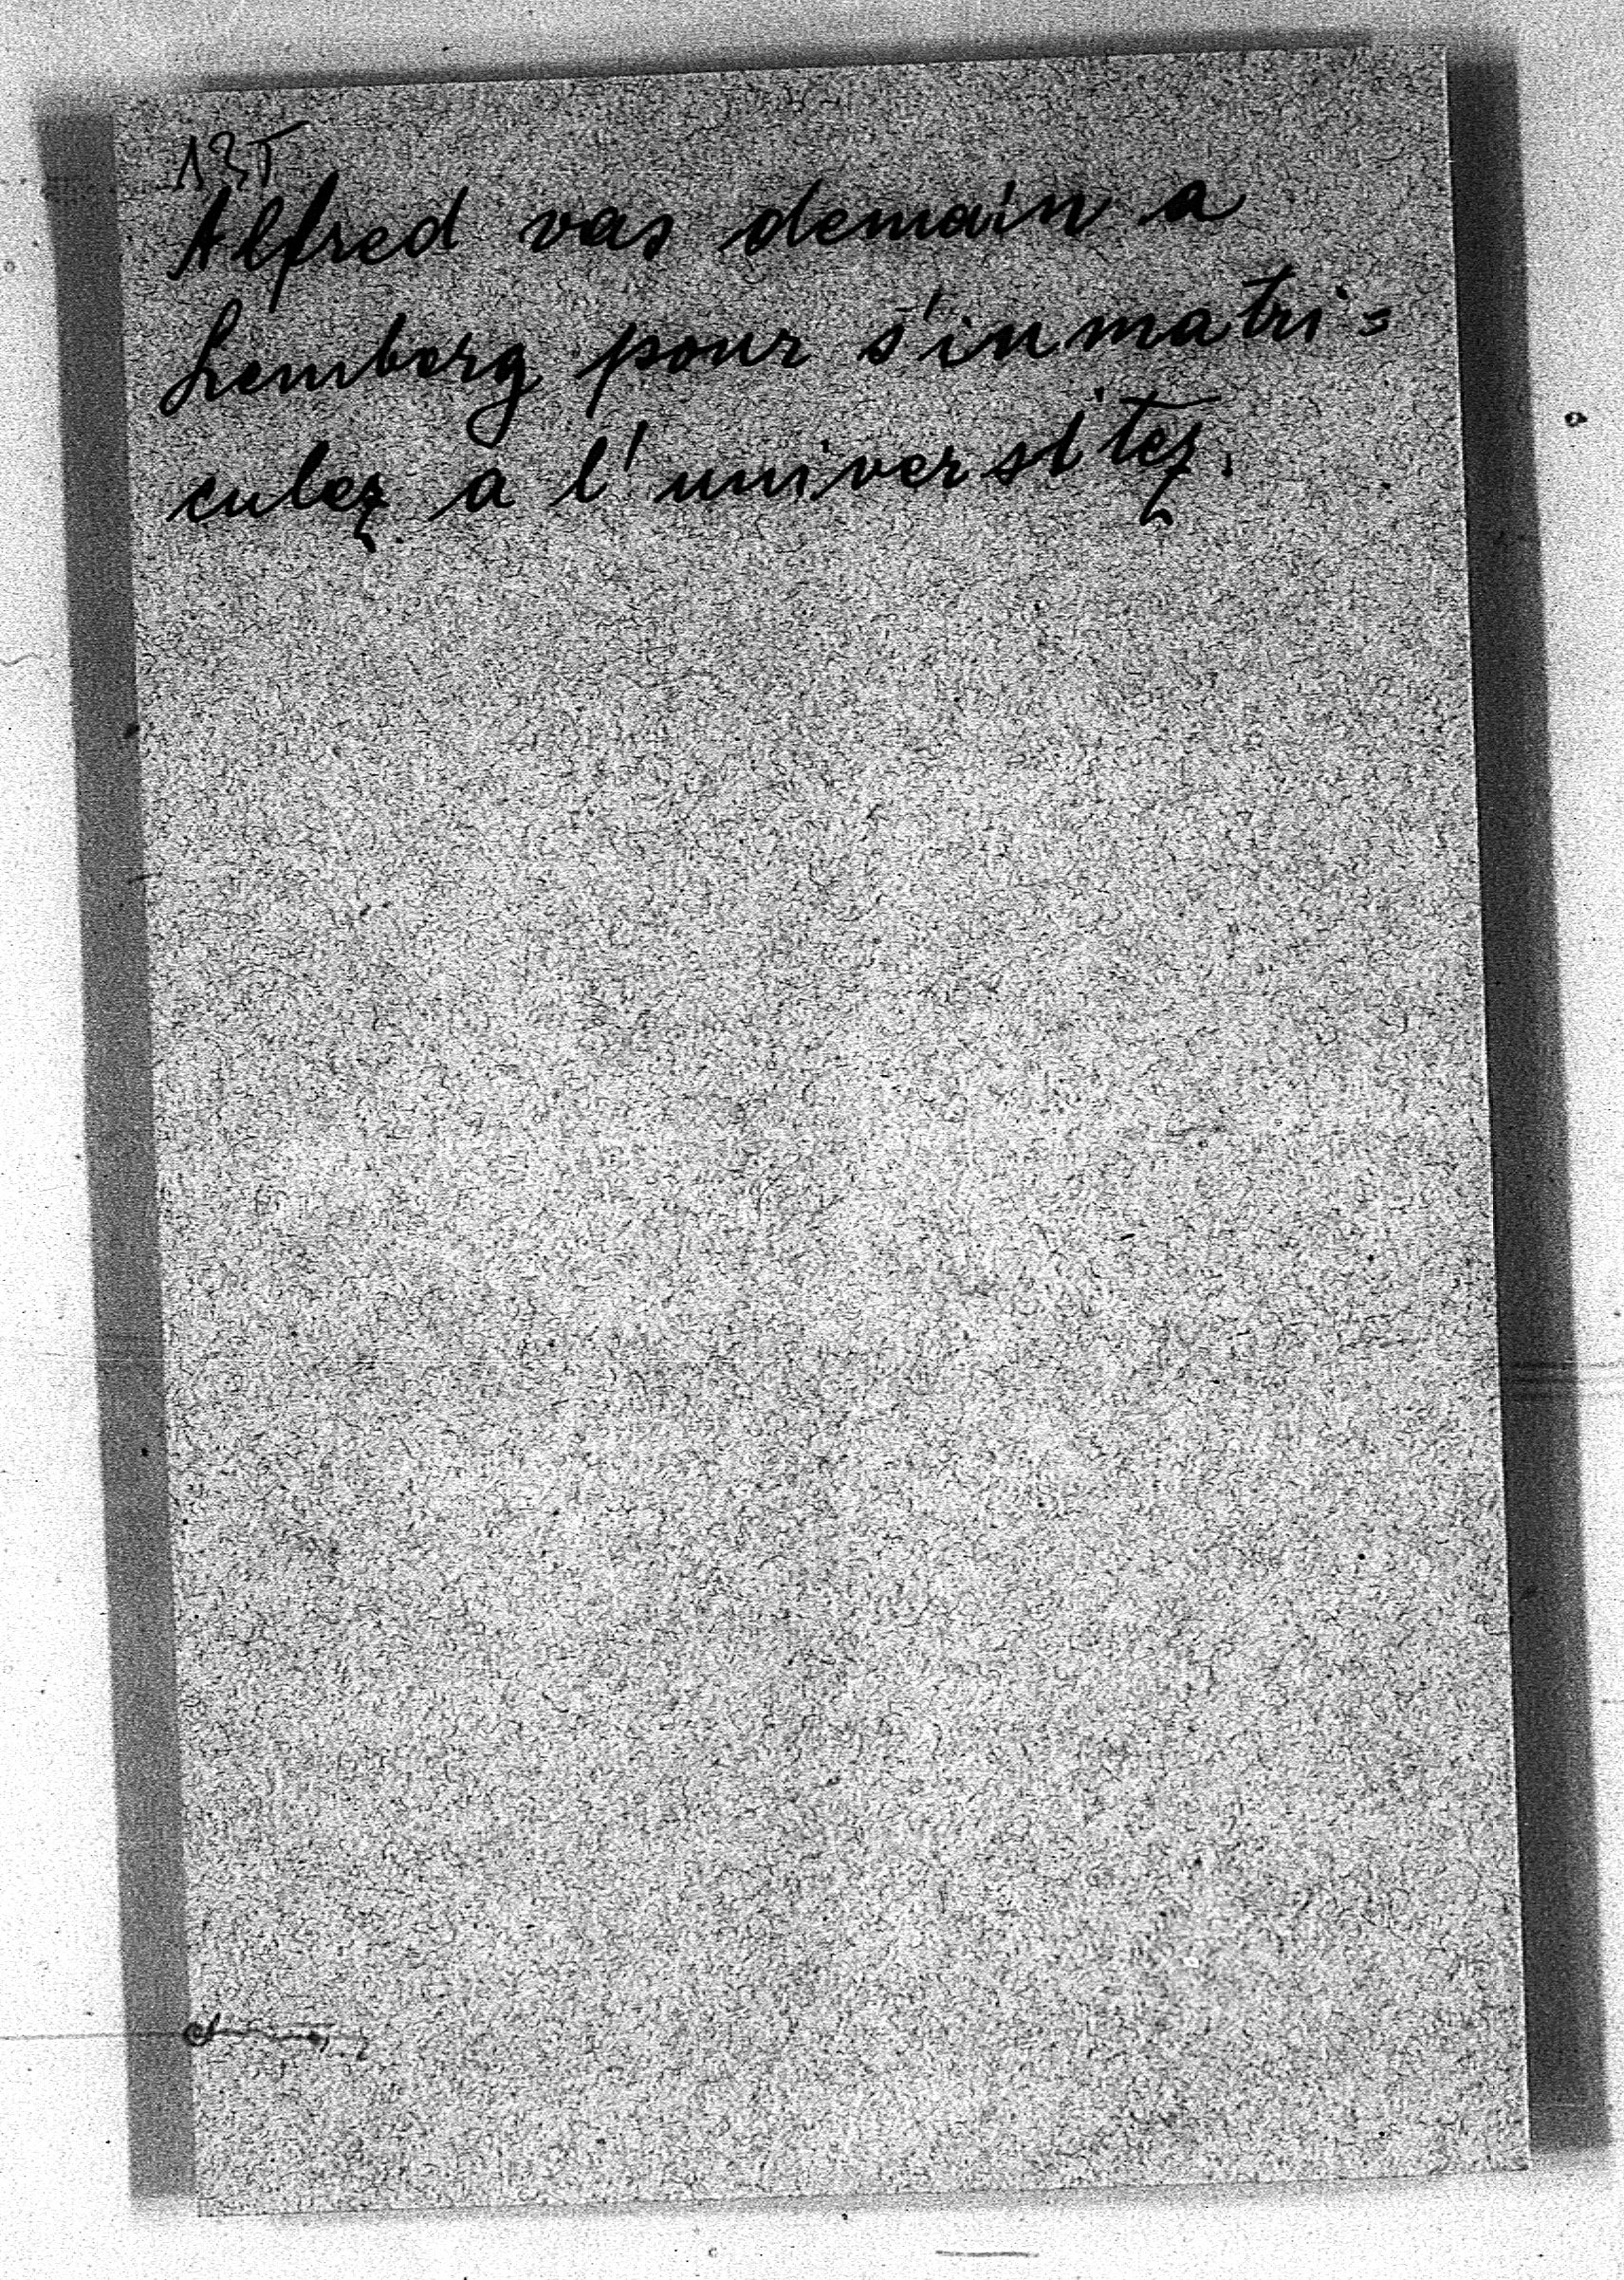 135
Alfred vas demain a
Lemberg pour s'inmatri=
culez a l'universitez.